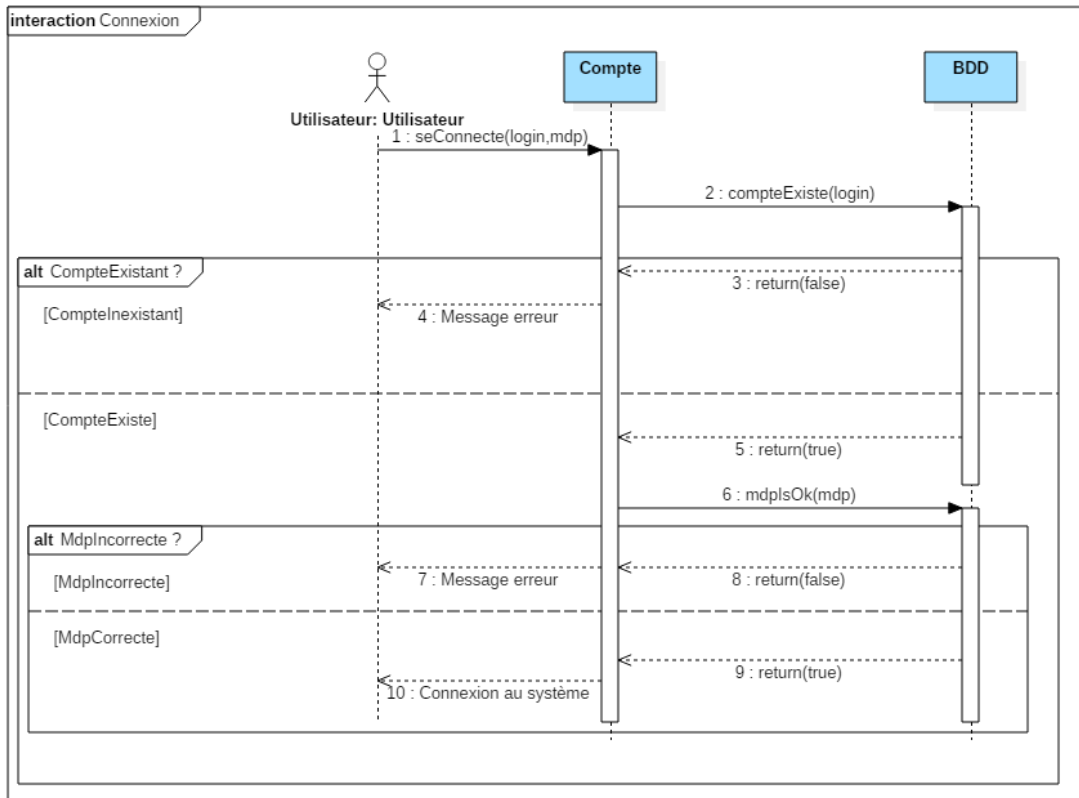 interaction Connexion
Compte
BDD
Utilisateur: Utilisateur
1 : seConnecte(login,mdp)
2 : compteExiste(login)
alt CompteExistant ?
3 : return(false)
[CompteInexistant]
4 : Message erreur
[CompteExiste]
5 : return(true)
6 : mdpIsOk(mdp)
alt MdpIncorrecte ?
[MdpIncorrecte]
7 : Message erreur
8 : return(false)
[MdpCorrecte]
9 : return(true)
10 : Connexion au système